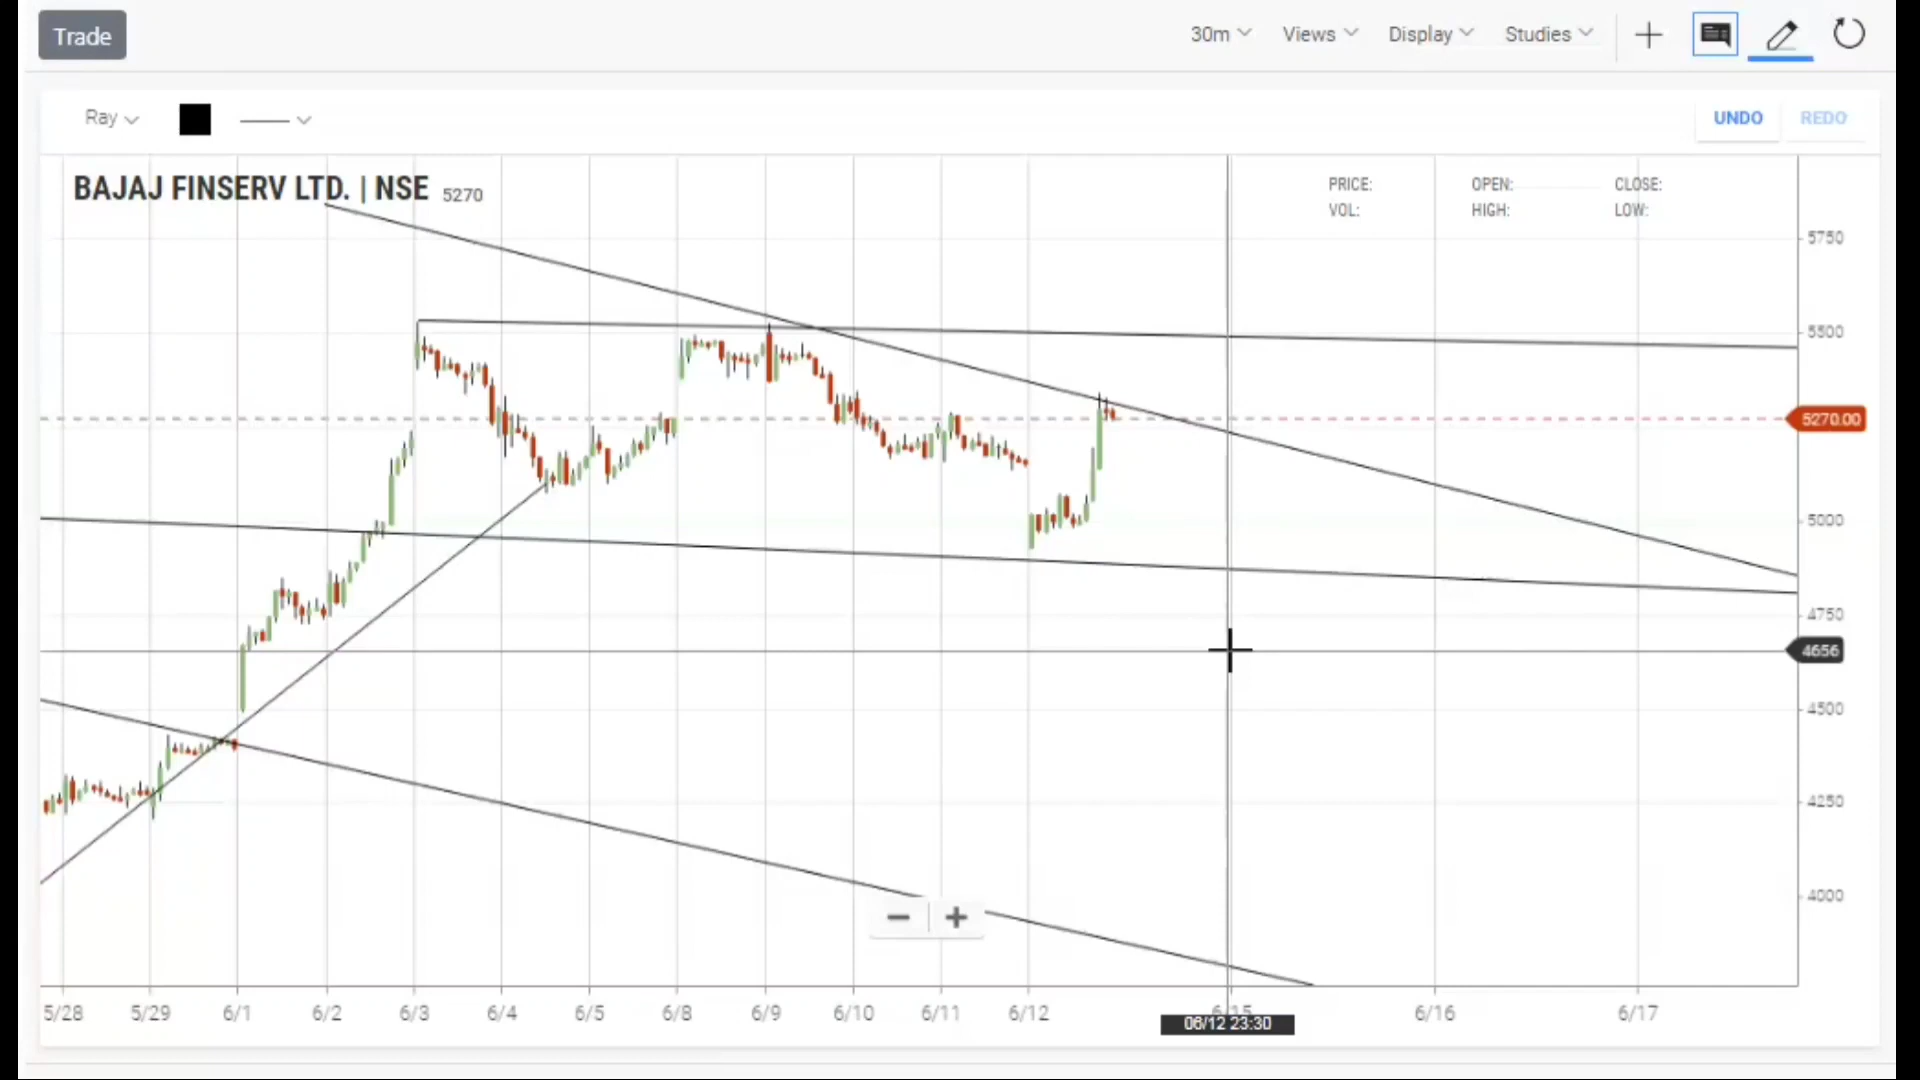 Trade
30m Views Display Studies
Ray
UNDO REDO
BAJAJ FINSERV LTD. | NSE 5270
PRICE: OPEN: CLOSE:
VOL: HIGH: LOW:
5750
5500
5270.00
5000
4750
4656
4500
4250
4000
5/28 5/29 6/1 6/2 6/3 6/4 6/5 6/8 6/9 6/10 6/11 6/12 6/15 6/16 6/17
06/12 23:30